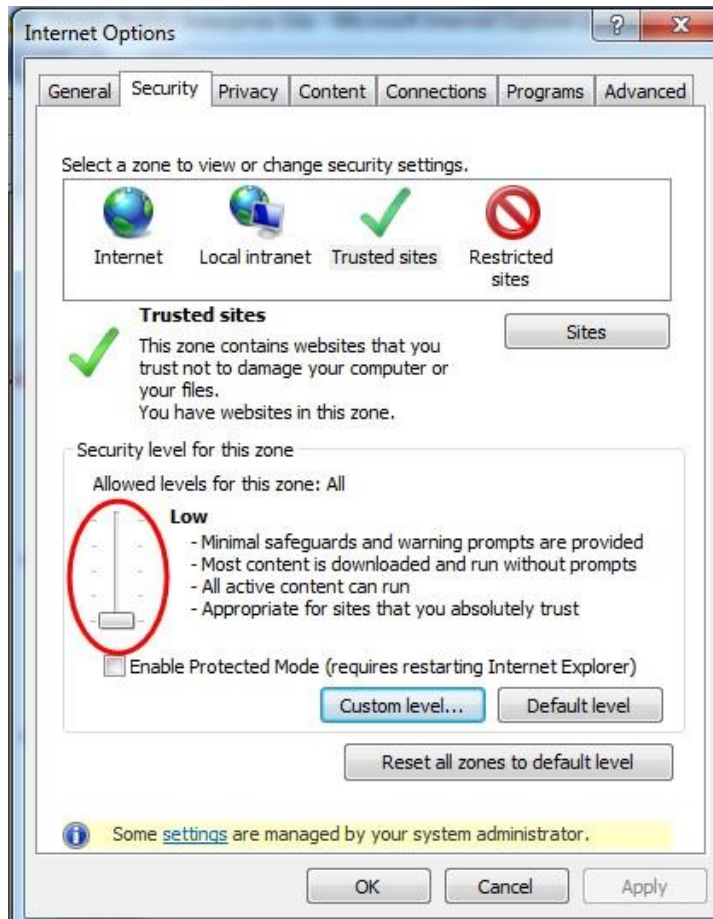 Internet Options
General Security Privacy Content Connections Programs Advanced
Select a zone to view or change security settings.
Internet Local intranet Trusted sites Restricted
sites
Trusted sites
Sites
This zone contains websites that you
trust not to damage your computer or
your files.
You have websites in this zone.
Security level for this zone
Allowed levels for this zone: All
Low
- Minimal safeguards and warning prompts are provided
- Most content is downloaded and run without prompts
- All active content can run
- Appropriate for sites that you absolutely trust
Enable Protected Mode (requires restarting Internet Explorer)
Custom level... Default level
Reset all zones to default level
Some settings are managed by your system administrator.
OK Cancel Apply